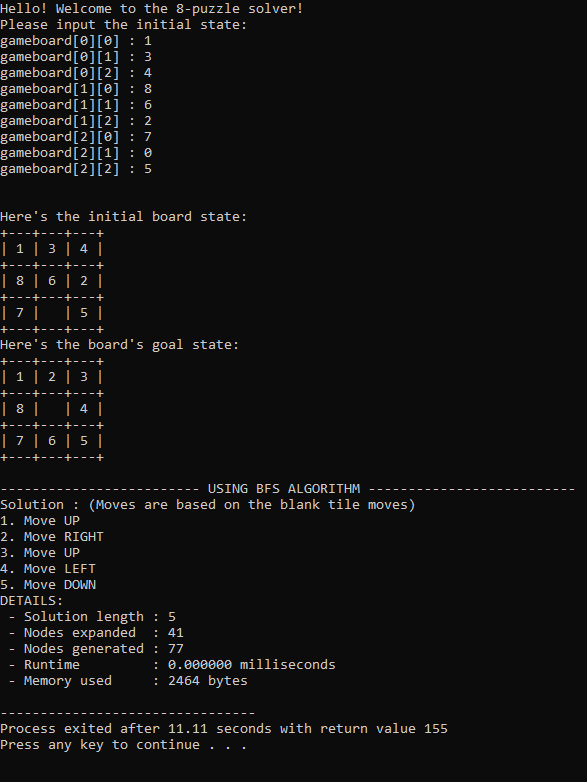 Hello! Welcome to the 8-puzzle solver!
Please input the initial state:
gameboard[0][0] : 1
gameboard[0][1] : 3
gameboard[0][2] : 4
gameboard[1][0] : 8
gameboard[1][1] : 6
gameboard[1][2] : 2
gameboard[2][0] : 7
gameboard[2][1] : 0
gameboard[2][2] : 5
Here's the initial board state:
+---+---+---+
| 1 | 3 | 4 |
+---+---+---+
| 8 | 6 | 2 |
+---+---+---+
| 7 |   | 5 |
+---+---+---+
Here's the board's goal state:
+---+---+---+
| 1 | 2 | 3 |
+---+---+---+
| 8 |   | 4 |
+---+---+---+
| 7 | 6 | 5 |
+---+---+---+
------------------------- USING BFS ALGORITHM --------------------------
Solution : (Moves are based on the blank tile moves)
1. Move UP
2. Move RIGHT
3. Move UP
4. Move LEFT
5. Move DOWN
DETAILS:
 - Solution length : 5
 - Nodes expanded  : 41
 - Nodes generated : 77
 - Runtime         : 0.000000 milliseconds
 - Memory used     : 2464 bytes
--------------------------------
Process exited after 11.11 seconds with return value 155
Press any key to continue . . .